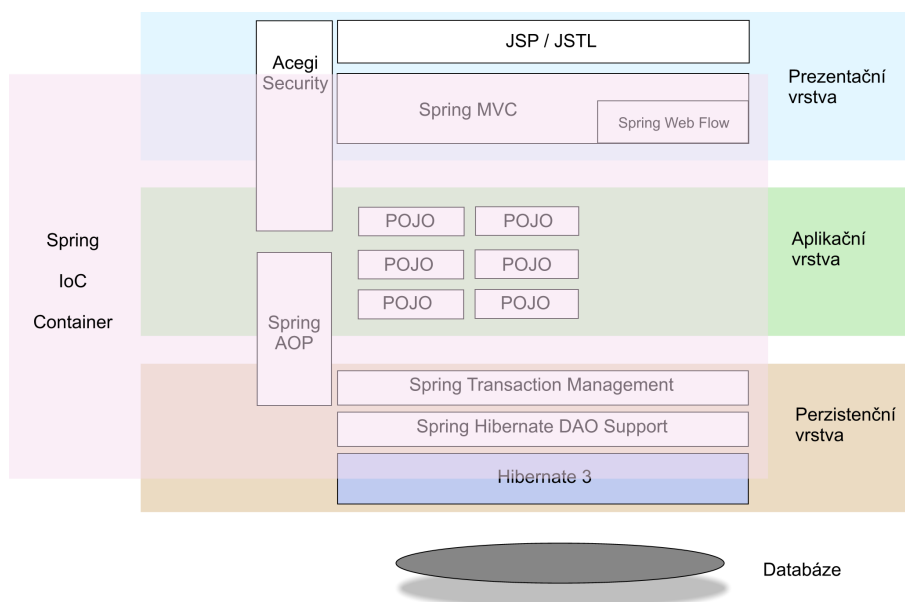 JSP / JSTL
Acegi
Security
Prezentační
vrstva
Spring MVC
Spring Web Flow
POJO
POJO
Spring
IoC
Container
Aplikační
vrstva
POJO
POJO
POJO
POJO
Spring
AOP
Spring Transaction Management
Perzistenční
vrstva
Spring Hibernate DAO Support
Hibernate 3
Databáze